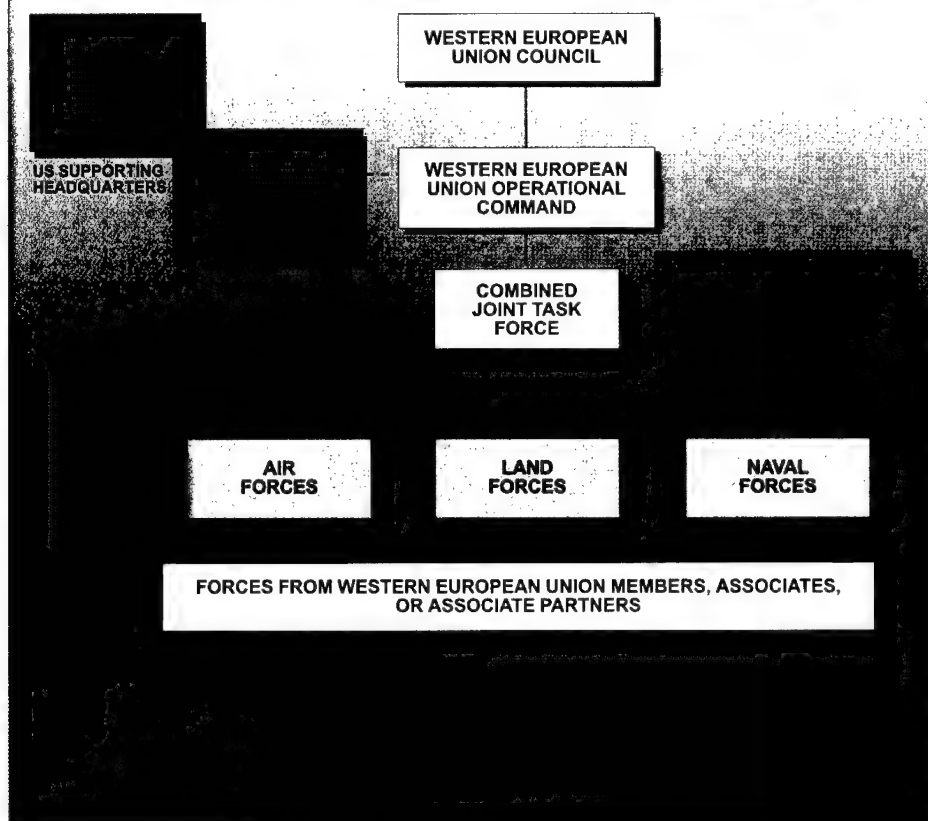 WESTERN EUROPEAN
UNION COUNCIL
US SUPPORTING
HEADQUARTERS
WESTERN EUROPEAN
UNION OPERATIONAL
COMMAND
COMBINED
JOINT TASK
FORCE
AIR
FORCES
LAND
FORCES
NAVAL
FORCES
FORCES FROM WESTERN EUROPEAN UNION MEMBERS, ASSOCIATES,
OR ASSOCIATE PARTNERS